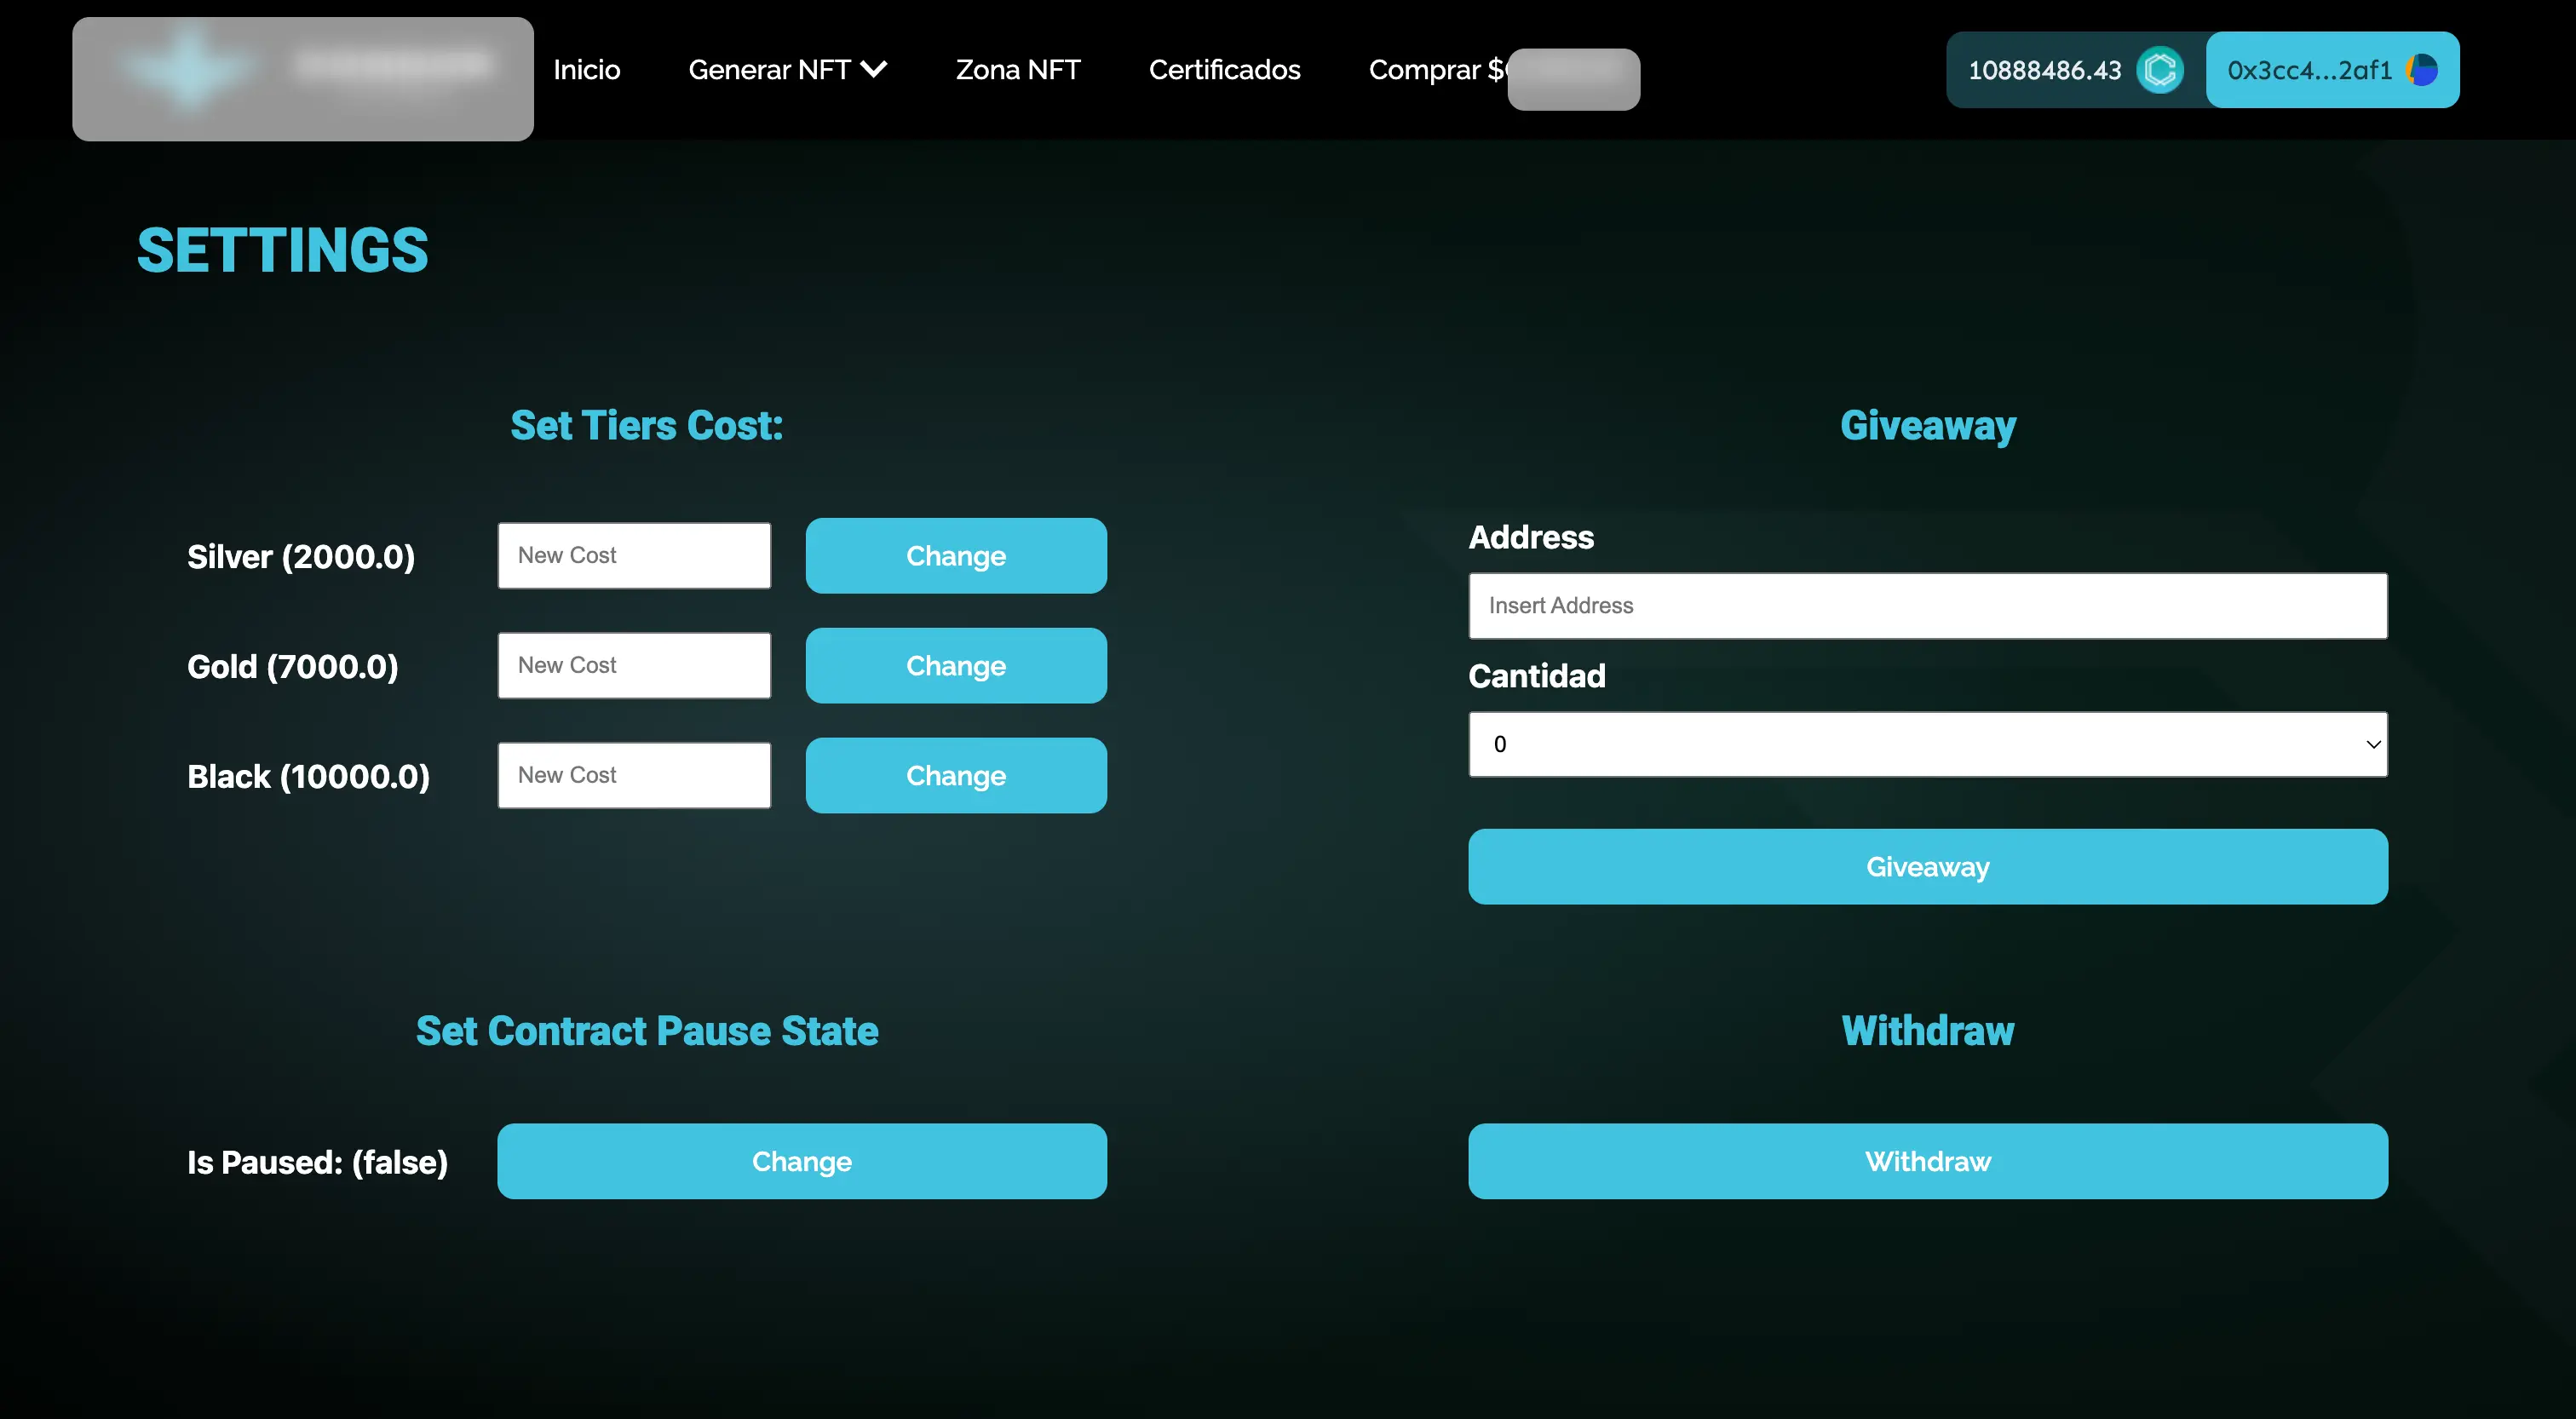 Inicio
Generar NFT
Zona NFT
Certificados
Comprar $
10888486.43
0x3cc4...2af1
SETTINGS
Set Tiers Cost:
Silver (2000.0)
New Cost
Change
Gold (7000.0)
New Cost
Change
Black (10000.0)
New Cost
Change
Giveaway
Address
Insert Address
Cantidad
0
Giveaway
Set Contract Pause State
Is Paused: (false)
Change
Withdraw
Withdraw